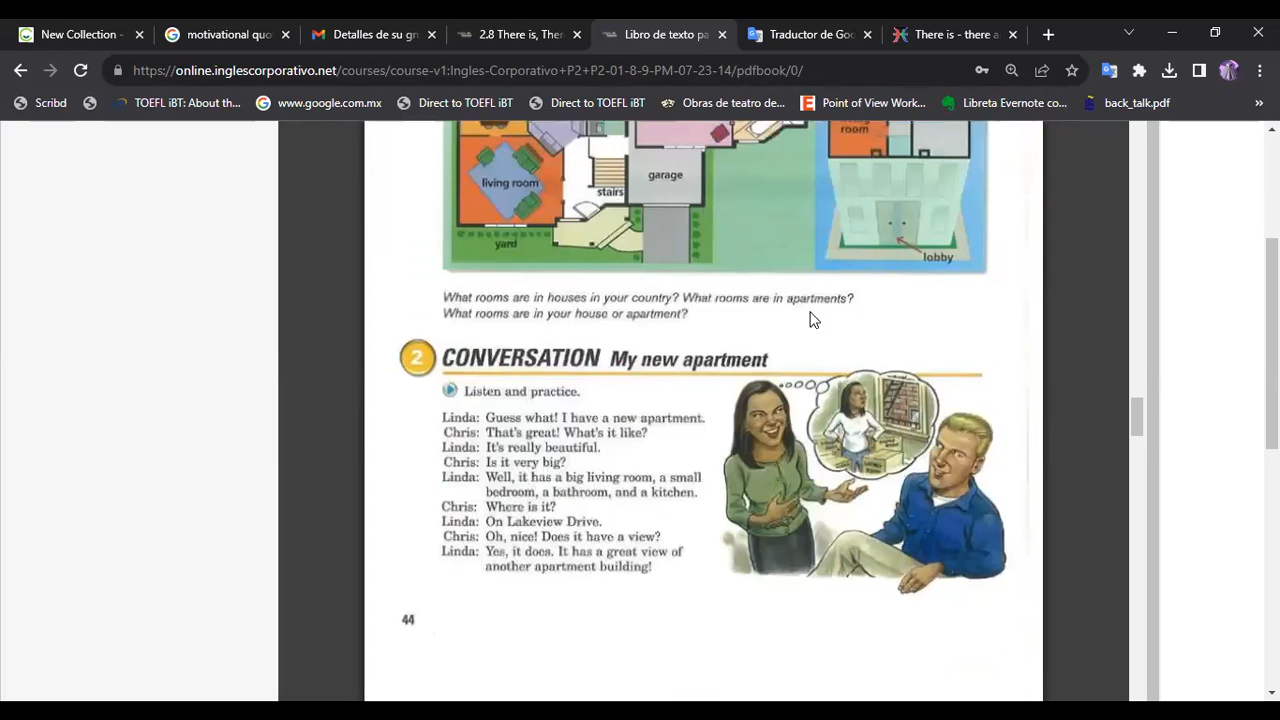 New Collection -
motivational quo
Detalles de su gr
2.8 There is, Ther
Libro de texto pa
Traductor de Goo
There is - there a
https://online.inglescorporativo.net/courses/course-v1:Ingles-Corporativo+P2+P2-01-8-9-PM-07-23-14/pdfbook/0/
Scribd
TOEFL iBT: About th...
www.google.com.mx
Direct to TOEFL iBT
Direct to TOEFL iBT
Obras de teatro de...
Point of View Work...
Libreta Evernote co...
back_talk.pdf
room
living room
stairs
garage
yard
lobby
What rooms are in houses in your country? What rooms are in apartments?
What rooms are in your house or apartment?
2 CONVERSATION My new apartment
Listen and practice.
Linda: Guess what! I have a new apartment.
Chris: That's great! What's it like?
Linda: It's really beautiful.
Chris: Is it very big?
Linda: Well, it has a big living room, a small
bedroom, a bathroom, and a kitchen.
Chris: Where is it?
Linda: On Lakeview Drive.
Chris: Oh, nice! Does it have a view?
Linda: Yes, it does. It has a great view of
another apartment building!
44